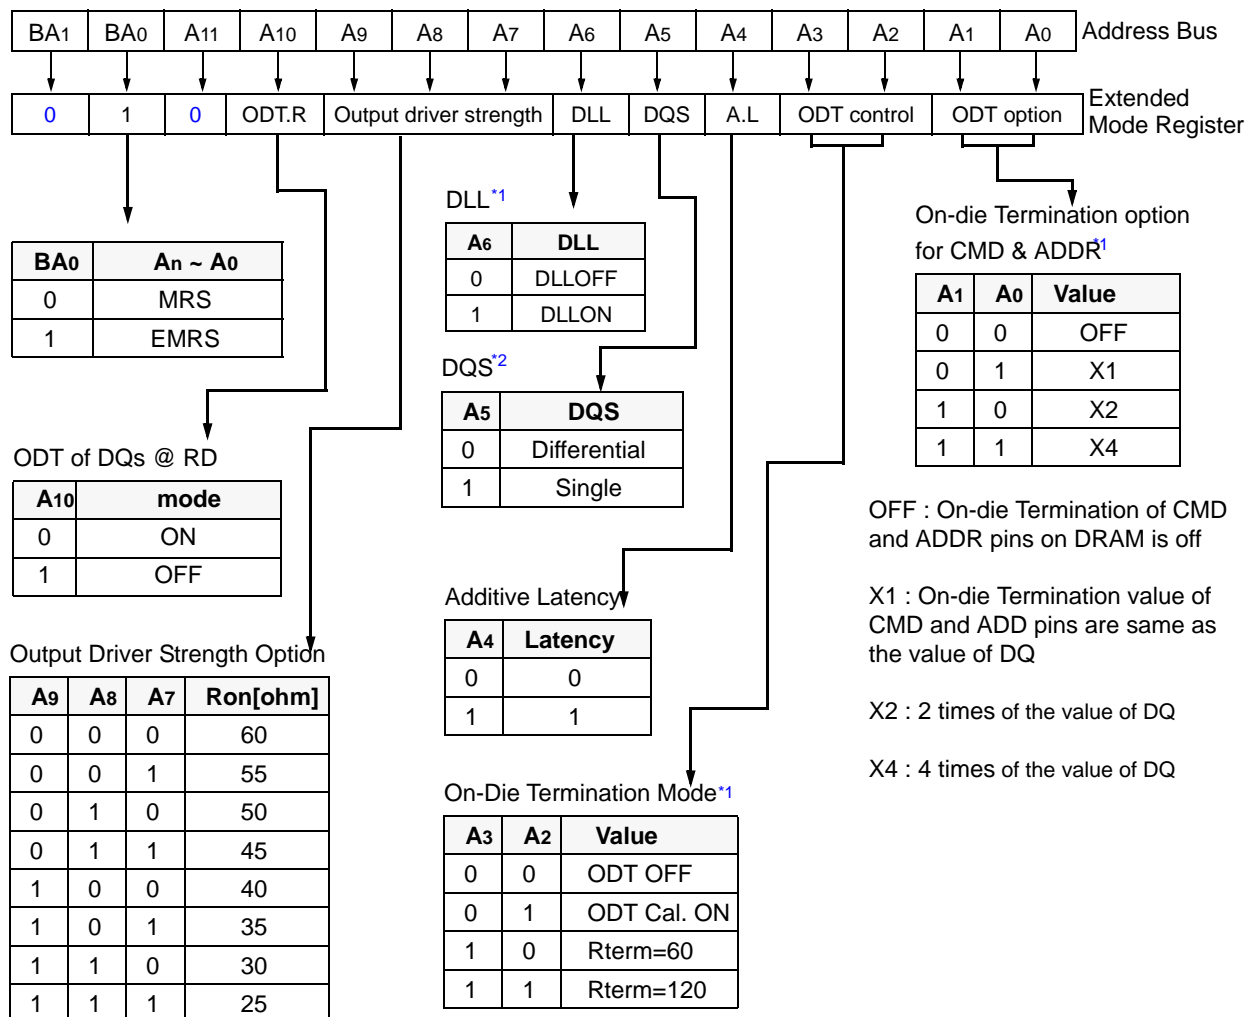 BA1 BA0 A11 A10 A9 A8 A7 A6 A5 A4 A3 A2 A1 A0 Address Bus
0 1 0 ODT.R Output driver strength DLL DQS A.L ODT control ODT option Extended Mode Register
BA0 An ~ A0
0 MRS
1 EMRS
ODT of DQs @ RD
A10 mode
0 ON
1 OFF
Output Driver Strength Option
A9 A8 A7 Ron[ohm]
0 0 0 60
0 0 1 55
0 1 0 50
0 1 1 45
1 0 0 40
1 0 1 35
1 1 0 30
1 1 1 25
DLL*1
A6 DLL
0 DLLOFF
1 DLLON
DQS*2
A5 DQS
0 Differential
1 Single
Additive Latency
A4 Latency
0 0
1 1
On-Die Termination Mode*1
A3 A2 Value
0 0 ODT OFF
0 1 ODT Cal. ON
1 0 Rterm=60
1 1 Rterm=120
On-die Termination option
for CMD & ADDR*1
A1 A0 Value
0 0 OFF
0 1 X1
1 0 X2
1 1 X4
OFF : On-die Termination of CMD
and ADDR pins on DRAM is off
X1 : On-die Termination value of
CMD and ADD pins are same as
the value of DQ
X2 : 2 times of the value of DQ
X4 : 4 times of the value of DQ